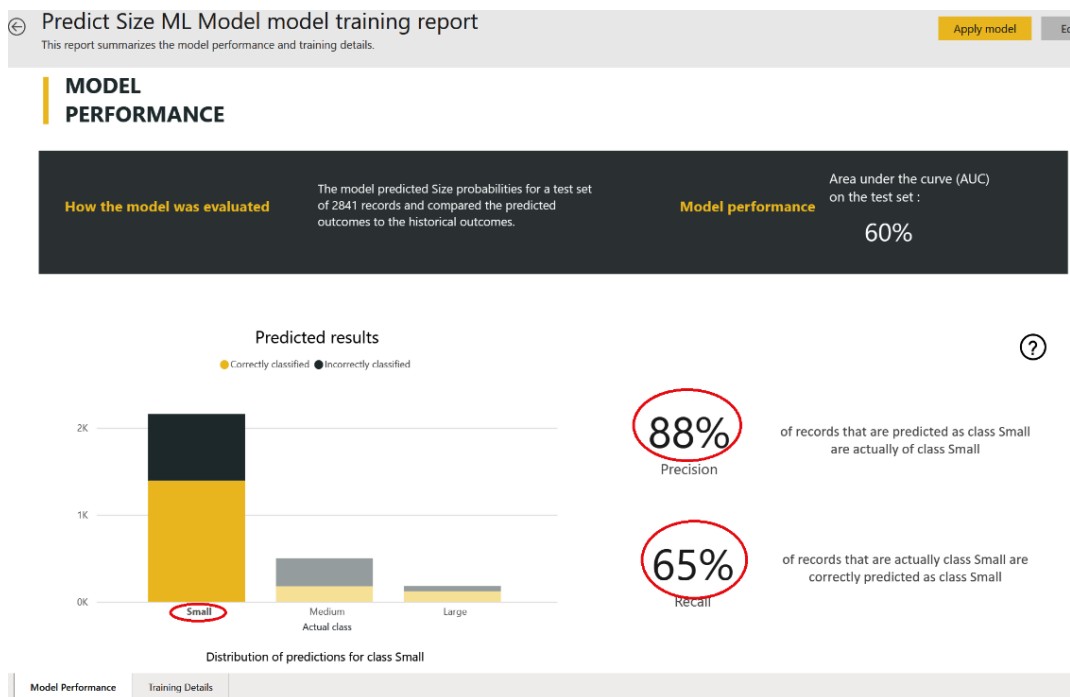 Predict Size ML Model model training report
This report summarizes the model performance and training details.
Apply model
MODEL
PERFORMANCE
How the model was evaluated
The model predicted Size probabilities for a test set
of 2841 records and compared the predicted
outcomes to the historical outcomes.
Model performance
Area under the curve (AUC)
on the test set :
60%
Predicted results
Correctly classified
Incorrectly classified
?
2K
1K
0K
Small
Medium
Large
Actual class
Distribution of predictions for class Small
88%
Precision
of records that are predicted as class Small
are actually of class Small
65%
Recall
of records that are actually class Small are
correctly predicted as class Small
Model Performance
Training Details